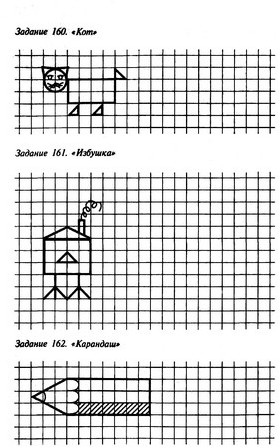 Задание 160. «Кот»
Задание 161. «Избушка»
Задание 162. «Карандаш»